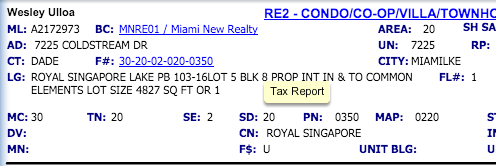 Wesley Ulloa RE2 - CONDO/CO-OP/VILLA/TOWNHO
ML: A2172973 BC: MNRE01 / Miami New Realty AREA: 20 SH SA
AD: 7225 COLDSTREAM DR UN: 7225 RP:
CT: DADE F#: 30-20-02-020-0350 CITY: MIAMILKE
LG: ROYAL SINGAPORE LAKE PB 103-16LOT 5 BLK 8 PROP INT IN & TO COMMON FL#: 1
ELEMENTS LOT SIZE 4827 SQ FT OR 1
Tax Report
MC: 30 TN: 20 SE: 2 SD: 20 PN: 0350 MAP: 0220 ST
DV: CN: ROYAL SINGAPORE IN
MN: F$: U UNIT BLG: U